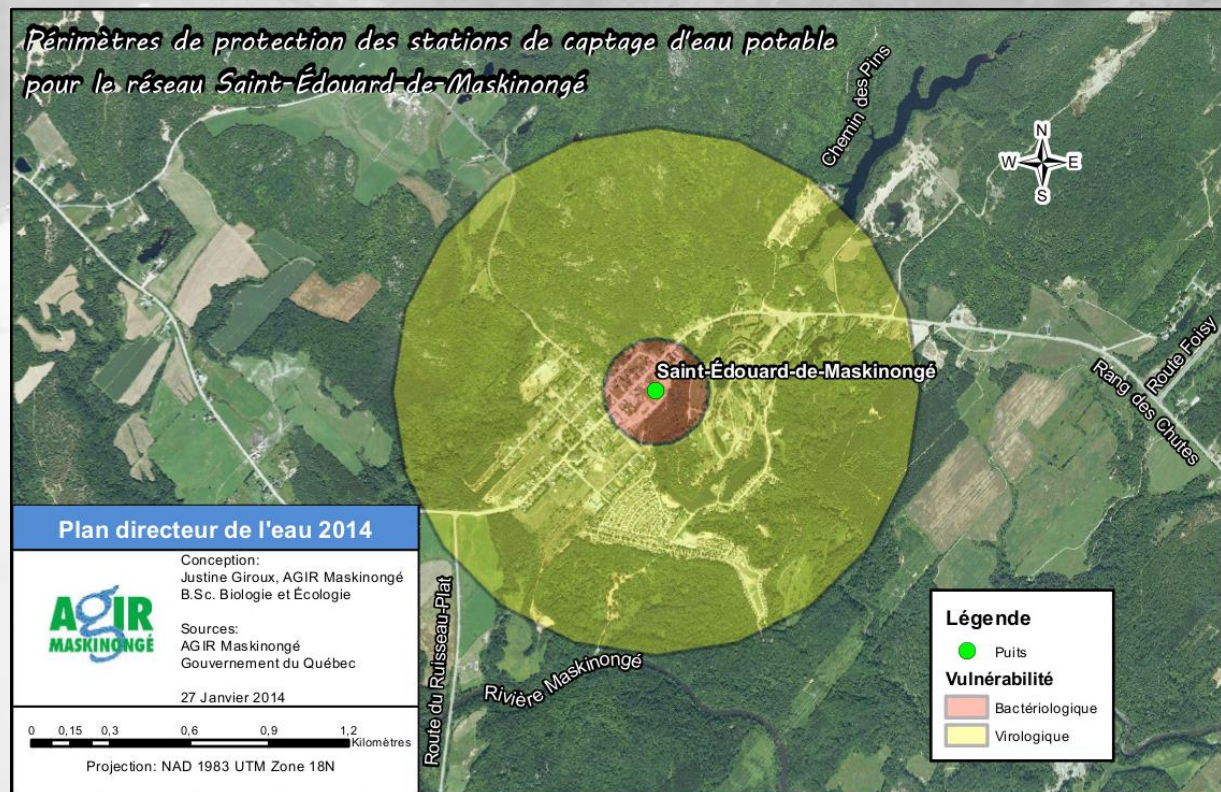 Périmètres de protection des stations de captage d'eau potable
pour le réseau Saint-Édouard-de-Maskinongé
Chemin des Pins
N
W E
S
Saint-Édouard-de-Maskinongé
Route Foisy
Rang des Chutes
Route du Ruisseau-Plat
Rivière Maskinongé
Plan directeur de l'eau 2014
AGIR
MASKINONGÉ
Conception:
Justine Giroux, AGIR Maskinongé
B.Sc. Biologie et Écologie
Sources:
AGIR Maskinongé
Gouvernement du Québec
27 Janvier 2014
0 0,15 0,3 0,6 0,9 1,2
Kilomètres
Projection: NAD 1983 UTM Zone 18N
Légende
Puits
Vulnérabilité
Bactériologique
Virologique